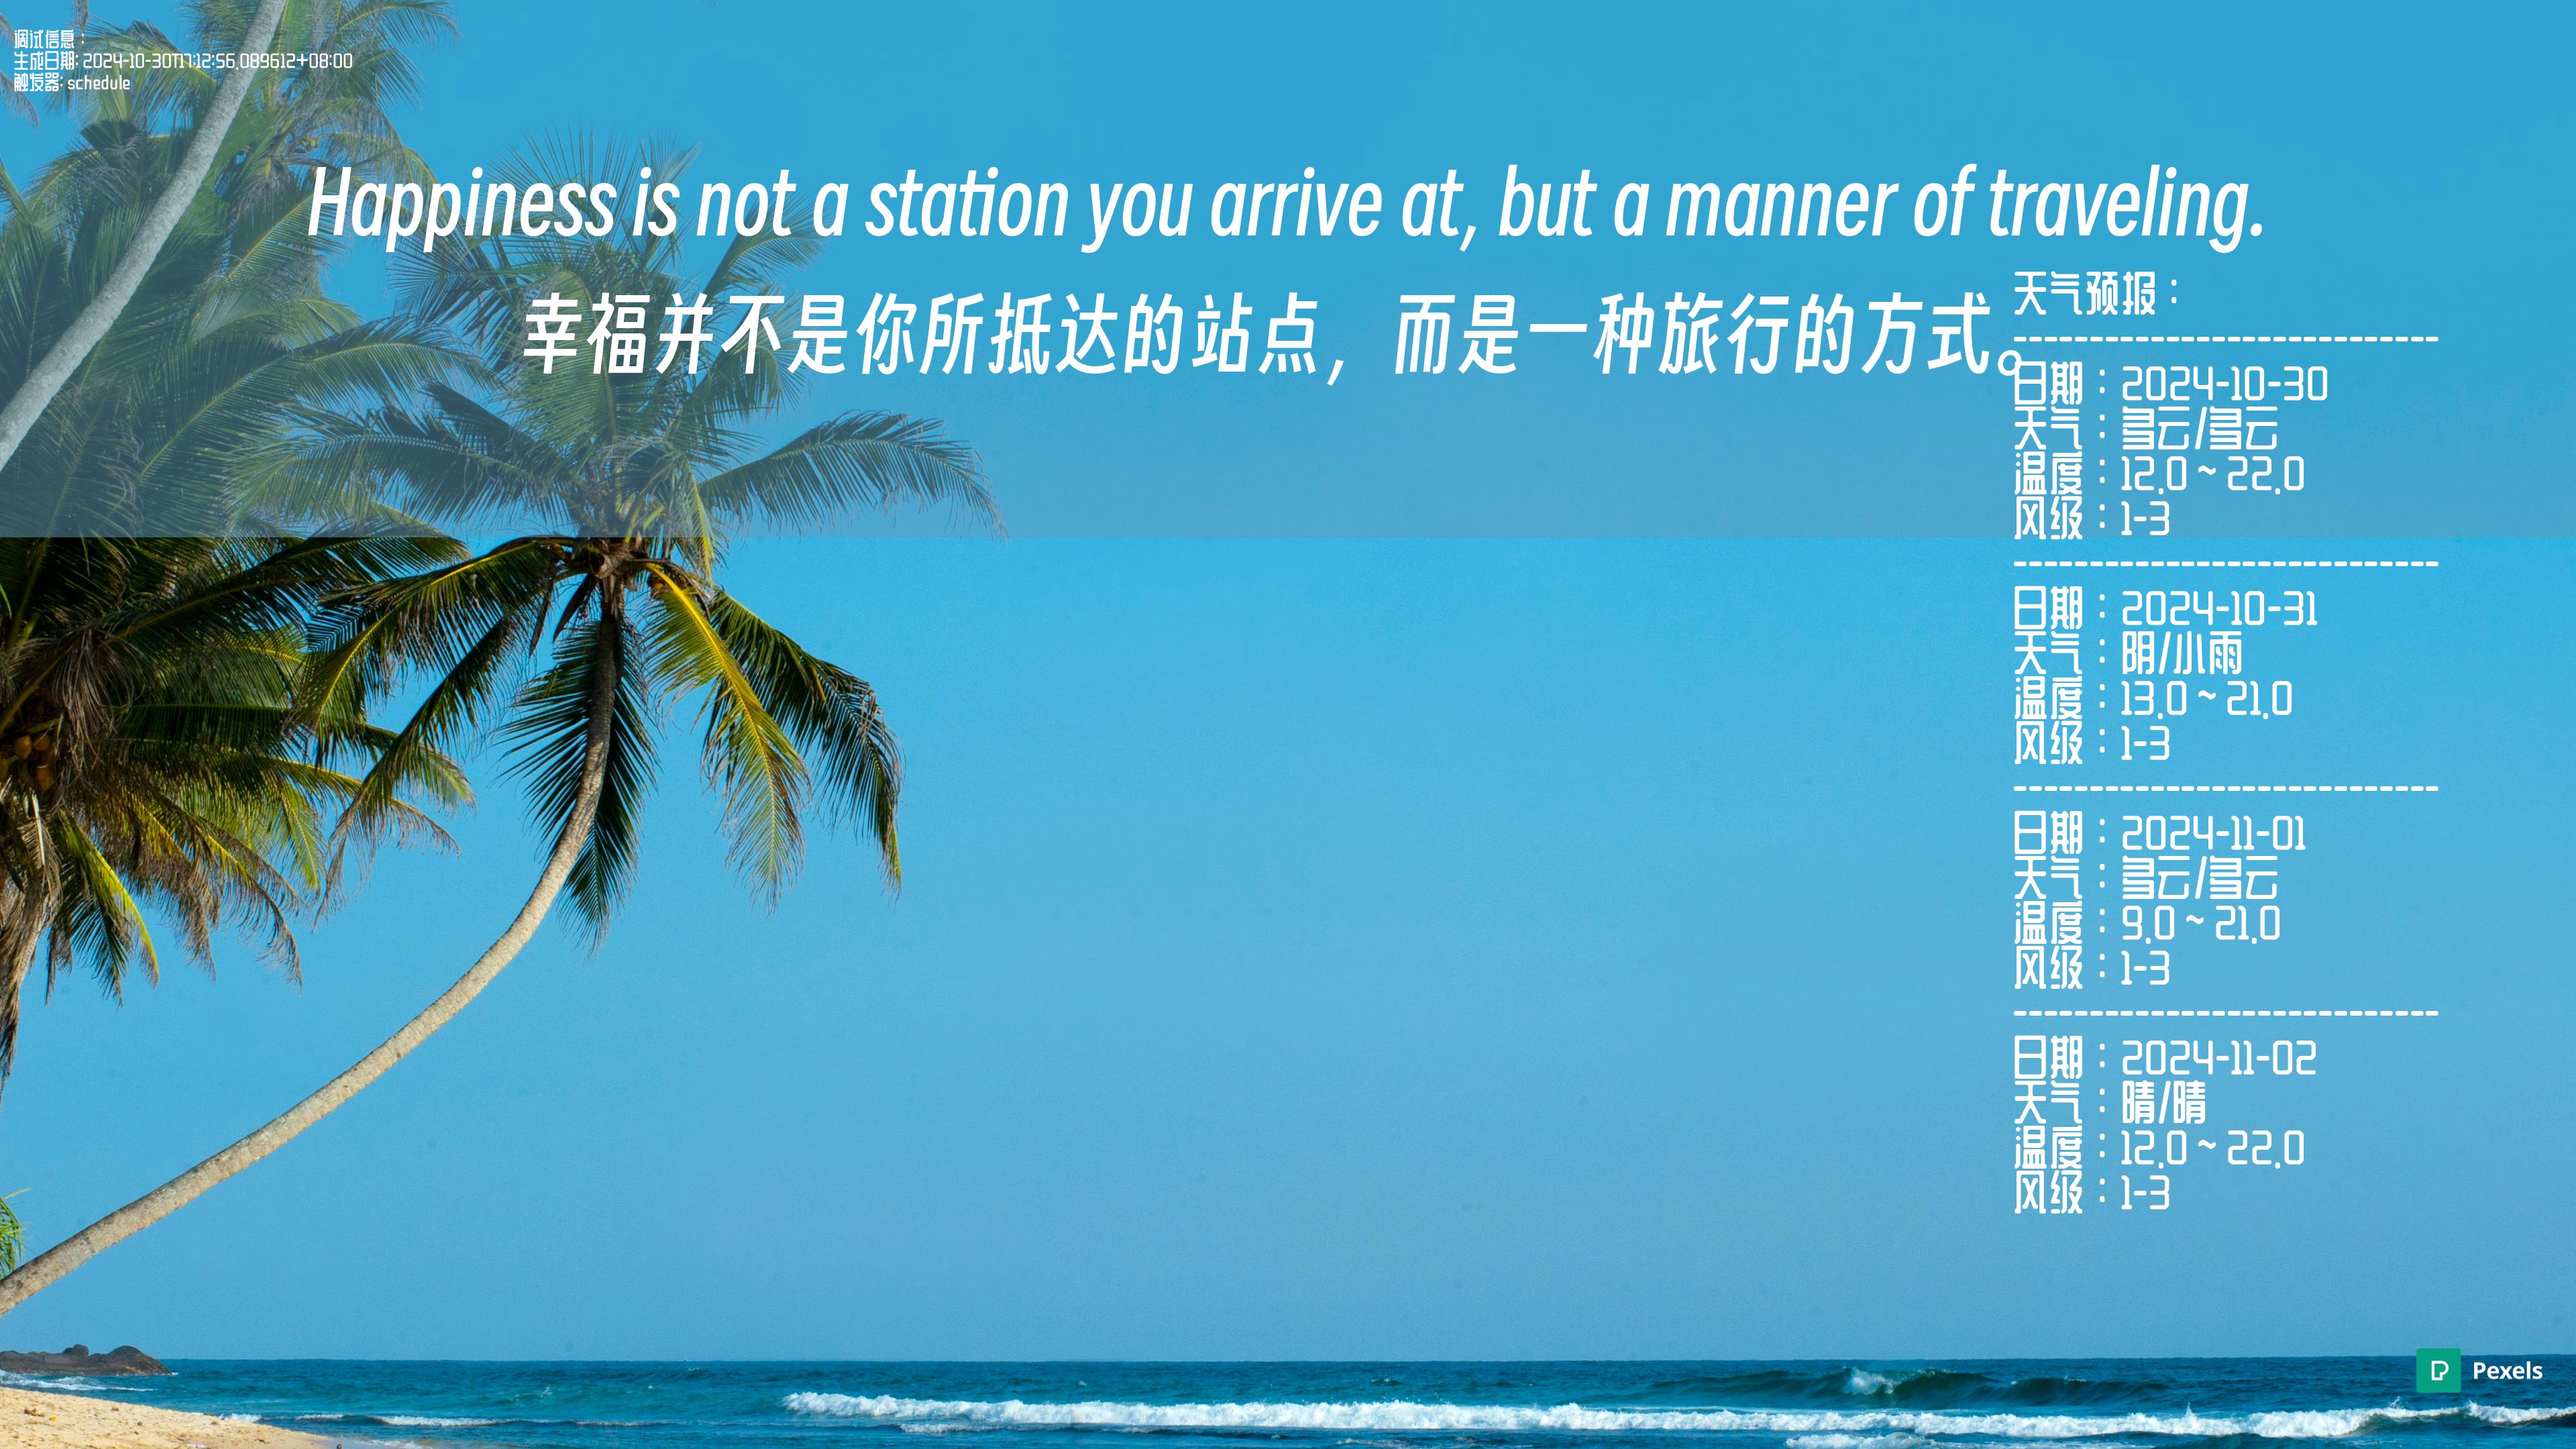 调试信息：
生成日期: 2024-10-30T17:12:56.089612+08:00
触发器: schedule
Happiness is not a station you arrive at, but a manner of traveling.
幸福并不是你所抵达的站点，而是一种旅行的方式。
天气预报：
----------------------------
日期：2024-10-30
天气：多云/多云
温度：12.0 ~ 22.0
风级：1-3
----------------------------
日期：2024-10-31
天气：阴/小雨
温度：13.0 ~ 21.0
风级：1-3
----------------------------
日期：2024-11-01
天气：多云/多云
温度：9.0 ~ 21.0
风级：1-3
----------------------------
日期：2024-11-02
天气：晴/晴
温度：12.0 ~ 22.0
风级：1-3
Pexels